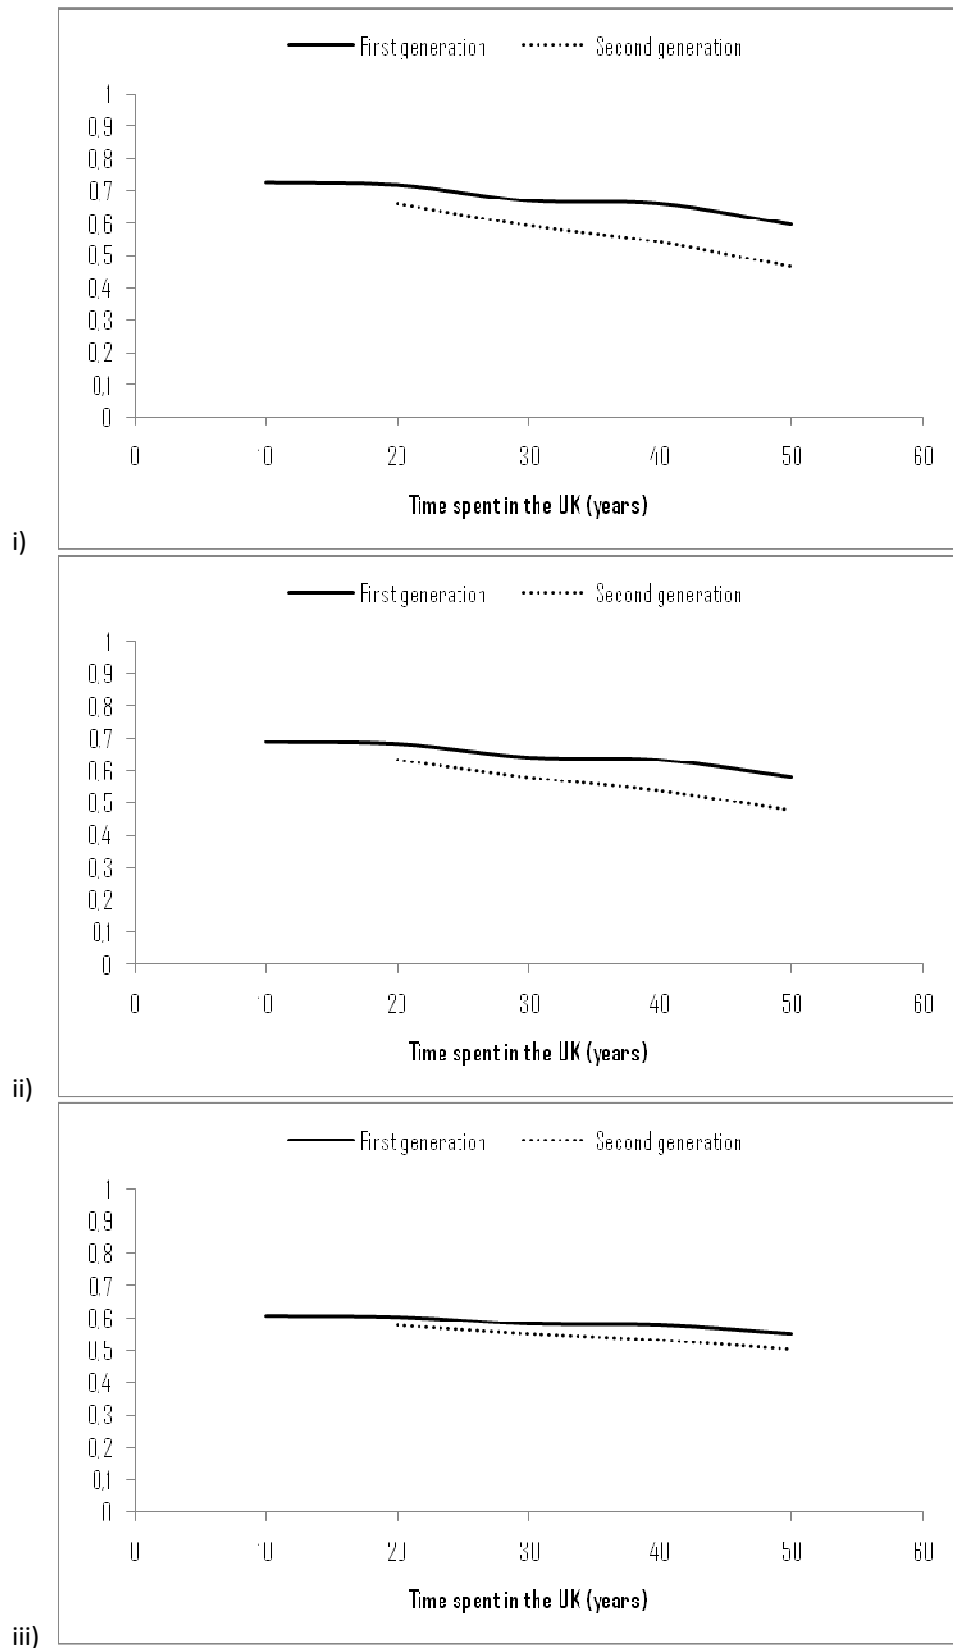 First generation Second generation
1
0,9
0,8
0,7
0,6
0,5
0,4
0,3
0,2
0,1
0
0 10 20 30 40 50 60
Time spent in the UK (years)
i)
First generation Second generation
1
0,9
0,8
0,7
0,6
0,5
0,4
0,3
0,2
0,1
0
0 10 20 30 40 50 60
Time spent in the UK (years)
ii)
First generation Second generation
1
0,9
0,8
0,7
0,6
0,5
0,4
0,3
0,2
0,1
0
0 10 20 30 40 50 60
Time spent in the UK (years)
iii)